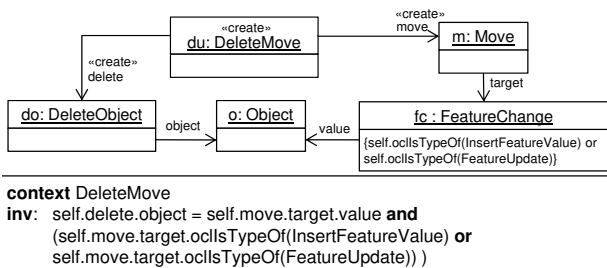 «create»
du: DeleteMove
«create»
move
m: Move
«create»
delete
target
do: DeleteObject
object
o: Object
value
fc : FeatureChange
{self.oclIsTypeOf(InsertFeatureValue) or
self.oclIsTypeOf(FeatureUpdate)}
context DeleteMove
inv: self.delete.object = self.move.target.value and
(self.move.target.oclIsTypeOf(InsertFeatureValue) or
self.move.target.oclIsTypeOf(FeatureUpdate)) )